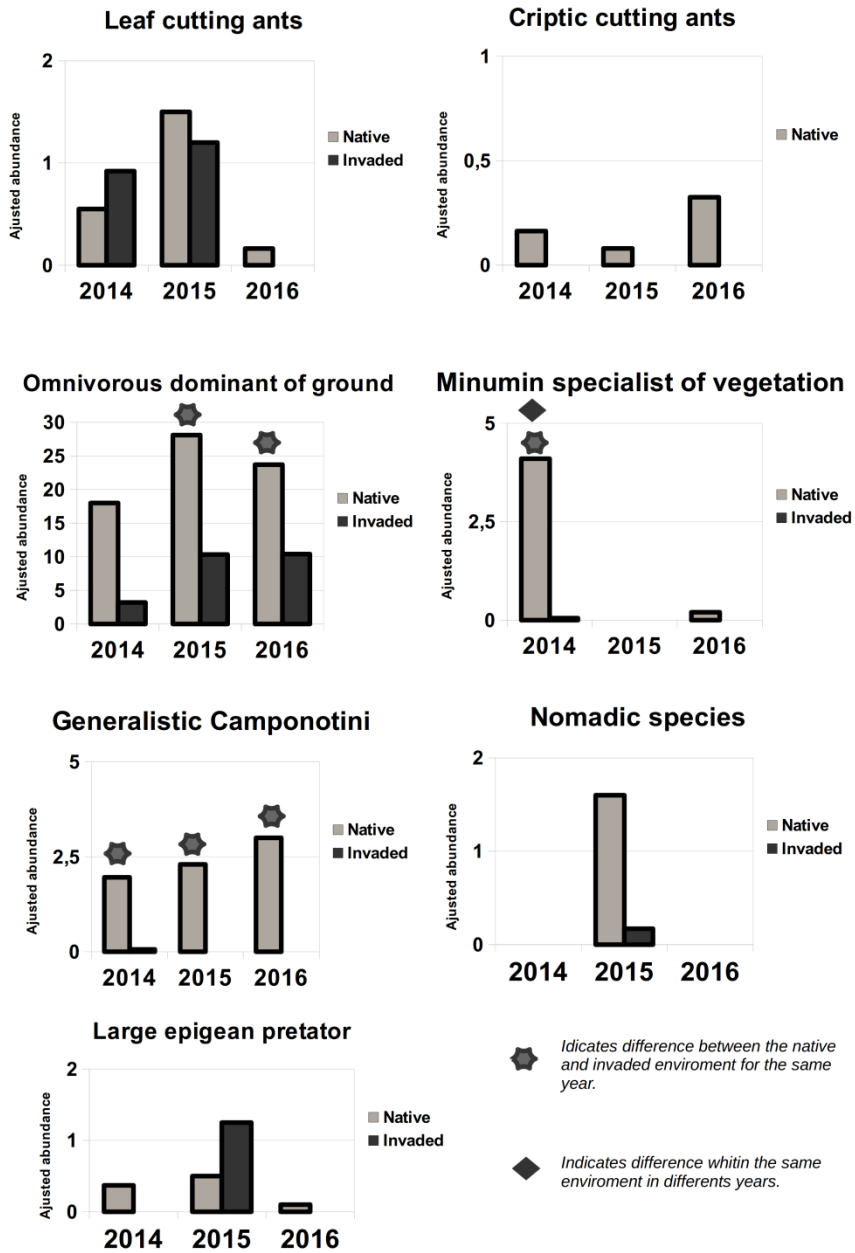 Leaf cutting ants
Ajusted abundance
2
1
0
2014 2015 2016
Native
Invaded
Criptic cutting ants
Ajusted abundance
1
0,5
0
2014 2015 2016
Native
Omnivorous dominant of ground
Ajusted abundance
30
25
20
15
10
5
0
2014 2015 2016
Native
Invaded
Minumin specialist of vegetation
Ajusted abundance
5
2,5
0
2014 2015 2016
Native
Invaded
Generalistic Camponotini
Ajusted abundance
5
2,5
0
2014 2015 2016
Native
Invaded
Nomadic species
Ajusted abundance
2
1
0
2014 2015 2016
Native
Invaded
Large epigean pretator
Ajusted abundance
2
1
0
2014 2015 2016
Native
Invaded
Idicates difference between the native
and invaded enviroment for the same
year.
Indicates difference whitin the same
enviroment in differents years.